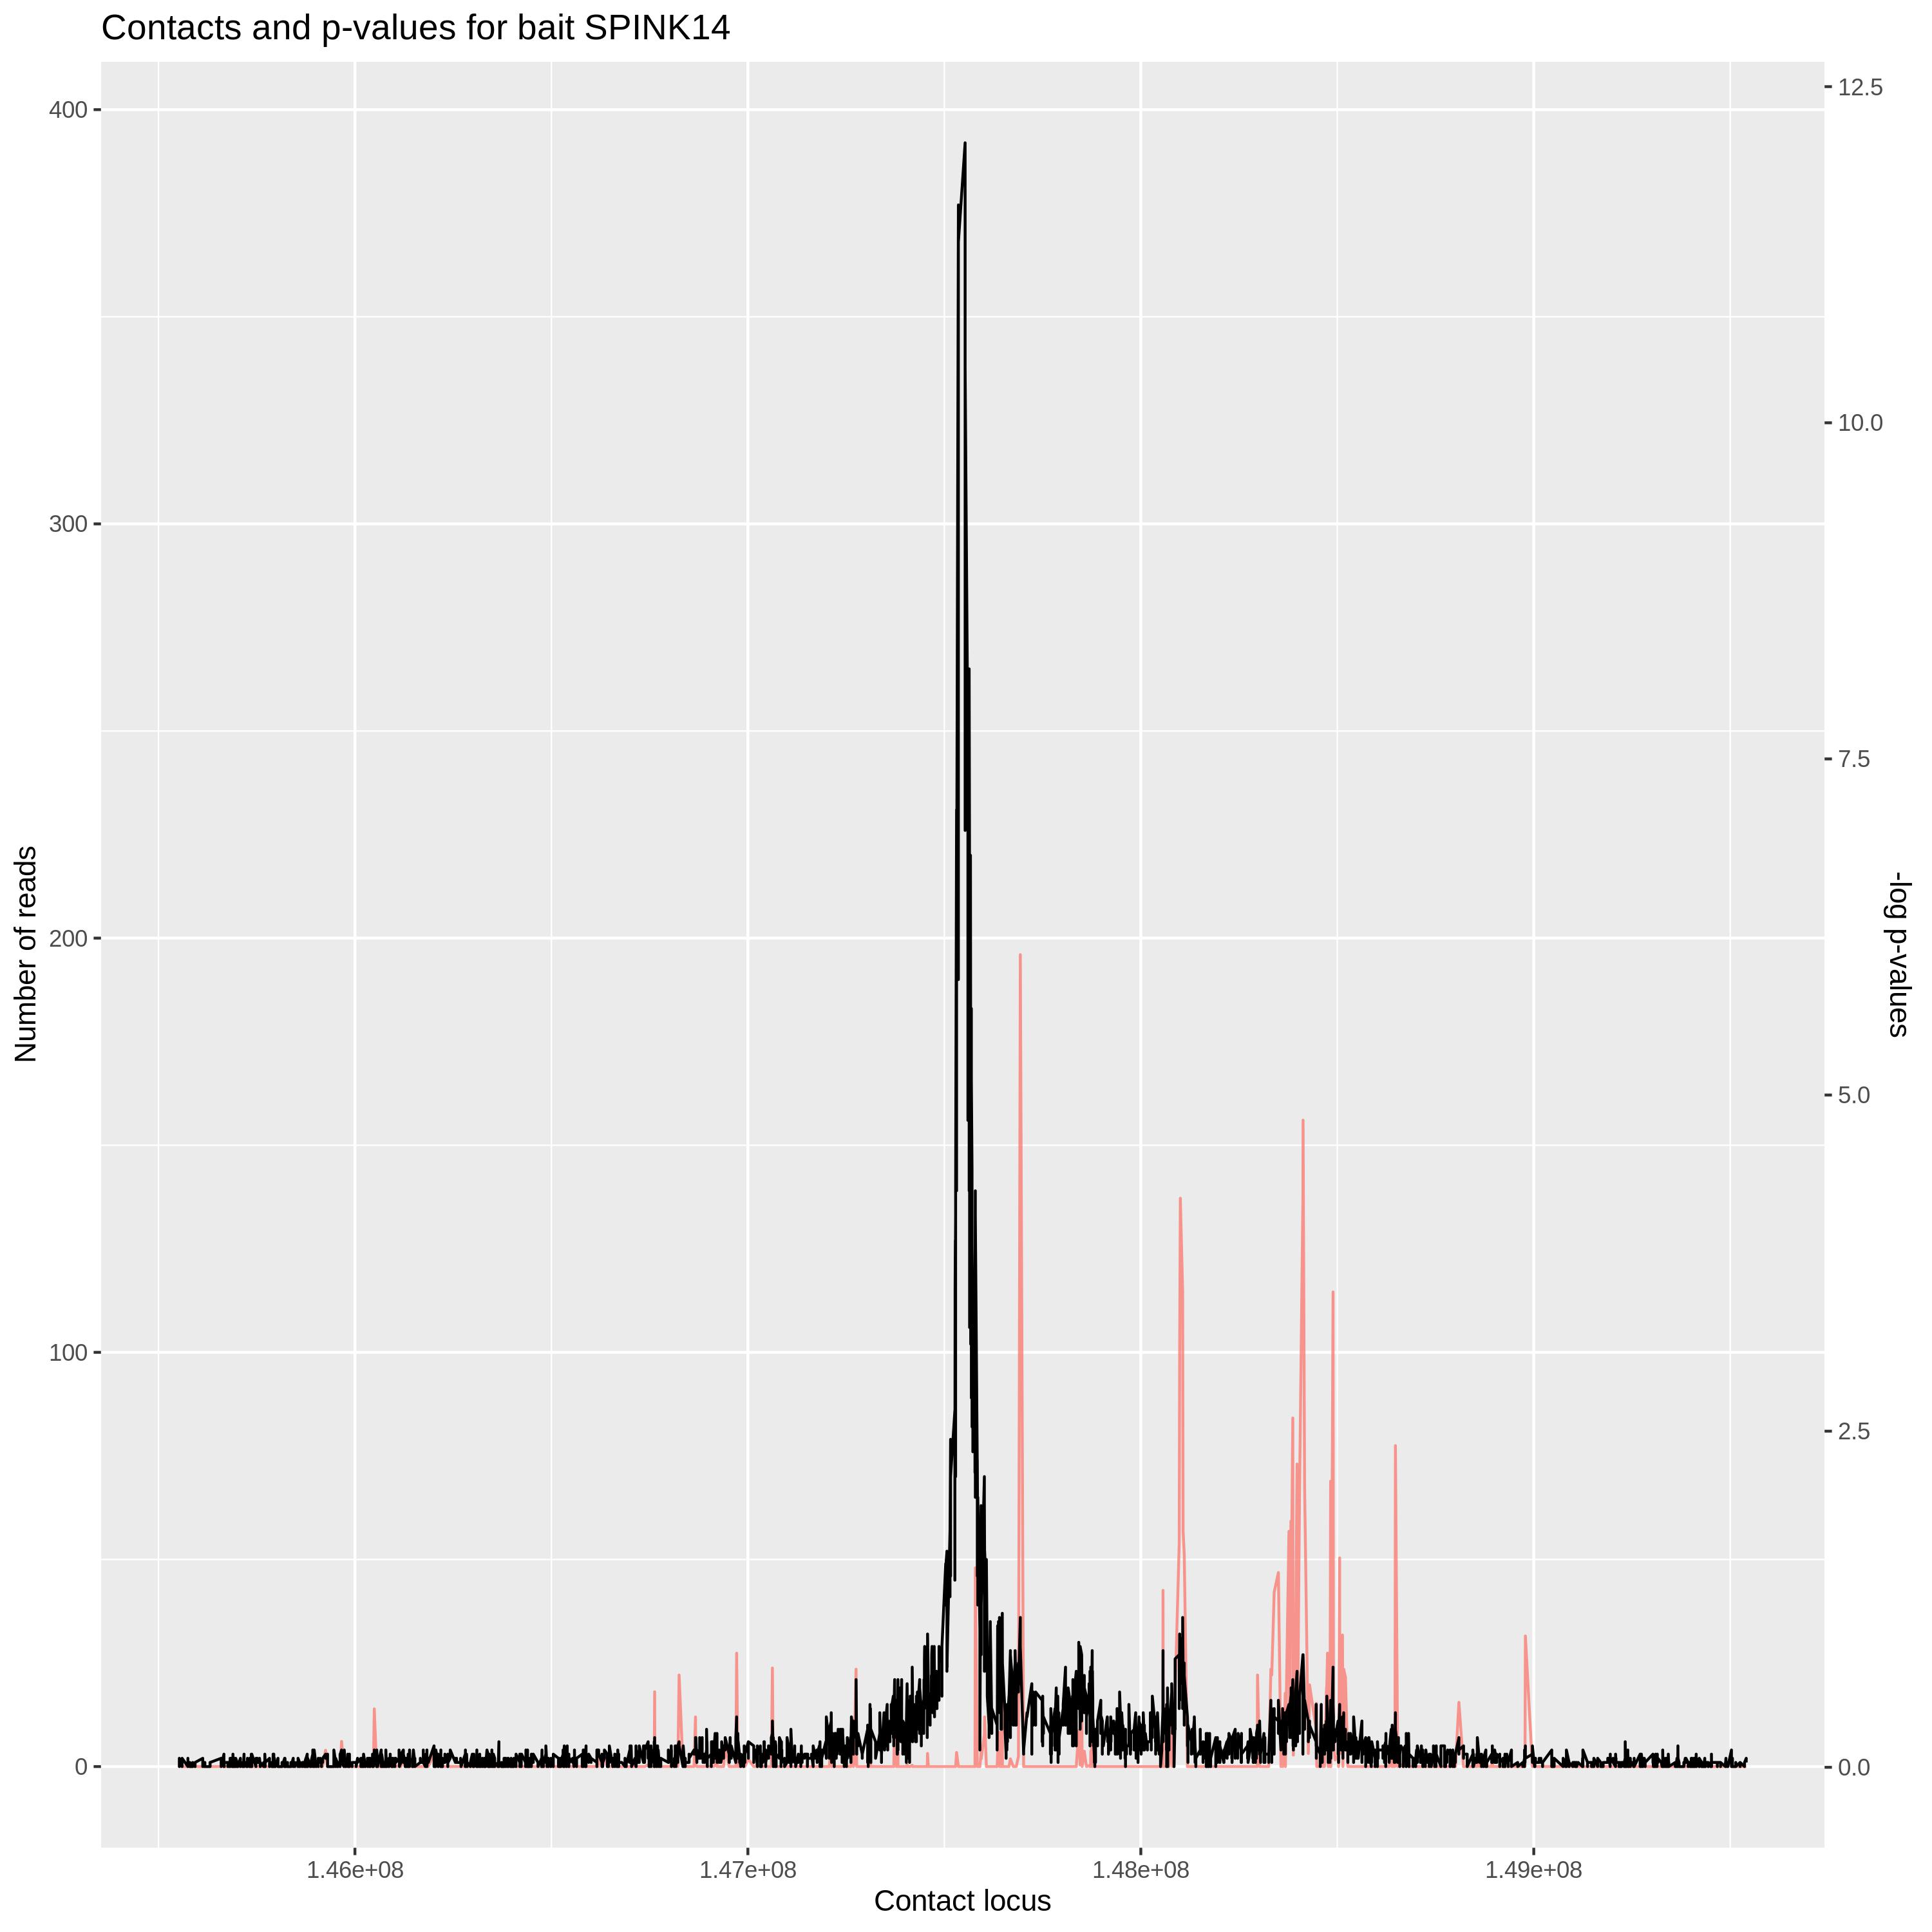 Contacts and p-values for bait SPINK14
400
300
200
100
0
Number of reads
12.5
10.0
7.5
5.0
2.5
0.0
-log p-values
1.46e+08
1.47e+08
1.48e+08
1.49e+08
Contact locus